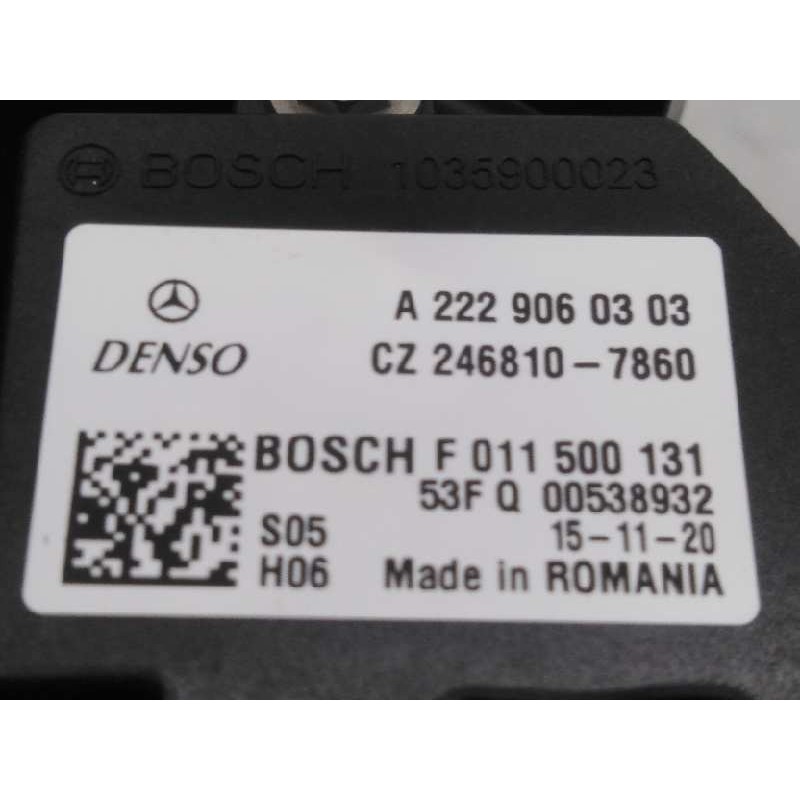 BOSCH 1035900023
A 222 906 03 03
DENSO CZ 246810-7860
BOSCH F 011 500 131
53F Q 00538932
S05 15-11-20
H06 Made in ROMANIA